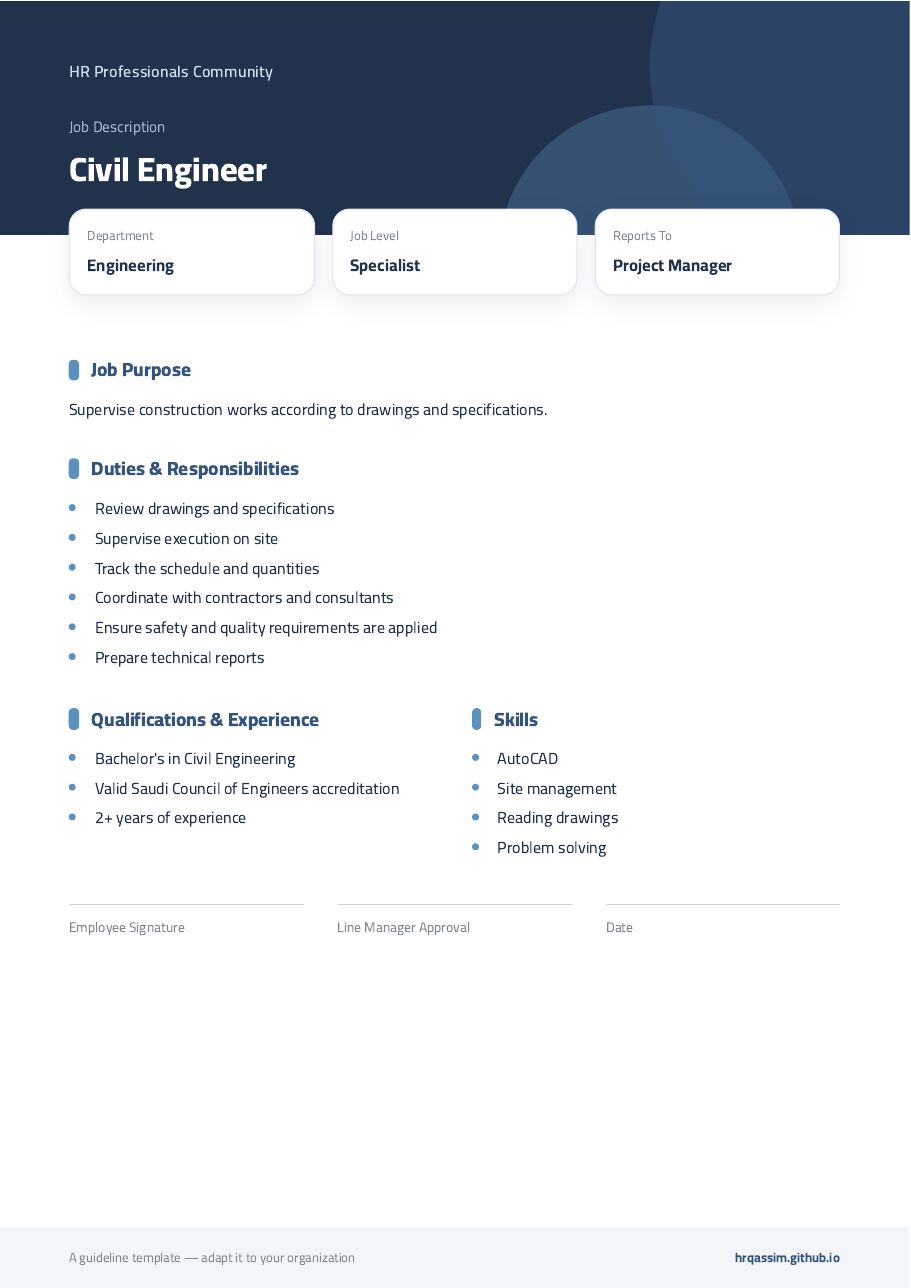 HR Professionals Community
Job Description
Civil Engineer
Department
Engineering
Job Level
Specialist
Reports To
Project Manager
Job Purpose
Supervise construction works according to drawings and specifications.
Duties & Responsibilities
Review drawings and specifications
Supervise execution on site
Track the schedule and quantities
Coordinate with contractors and consultants
Ensure safety and quality requirements are applied
Prepare technical reports
Qualifications & Experience
Bachelor's in Civil Engineering
Valid Saudi Council of Engineers accreditation
2+ years of experience
Skills
AutoCAD
Site management
Reading drawings
Problem solving
Employee Signature
Line Manager Approval
Date
A guideline template — adapt it to your organization
hrqassim.github.io